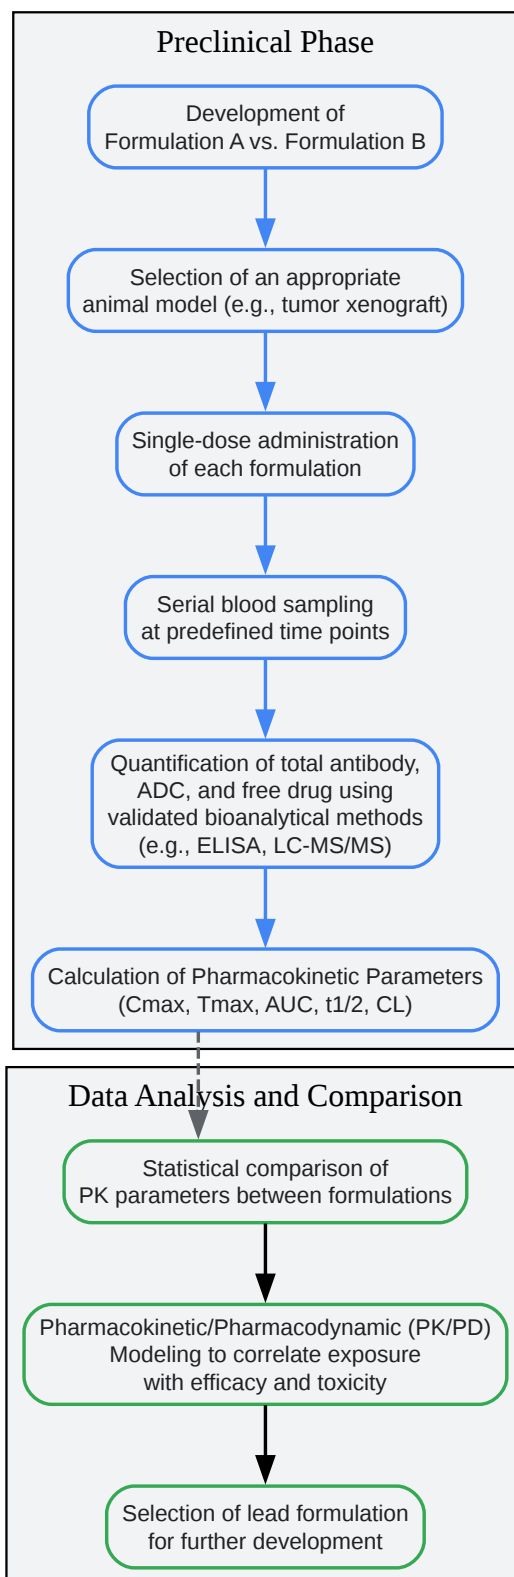 Preclinical Phase
Development of
Formulation A vs. Formulation B
Selection of an appropriate
animal model (e.g., tumor xenograft)
Single-dose administration
of each formulation
Serial blood sampling
at predefined time points
Quantification of total antibody,
ADC, and free drug using
validated bioanalytical methods
(e.g., ELISA, LC-MS/MS)
Calculation of Pharmacokinetic Parameters
(Cmax, Tmax, AUC, t1/2, CL)
Data Analysis and Comparison
Statistical comparison of
PK parameters between formulations
Pharmacokinetic/Pharmacodynamic (PK/PD)
Modeling to correlate exposure
with efficacy and toxicity
Selection of lead formulation
for further development